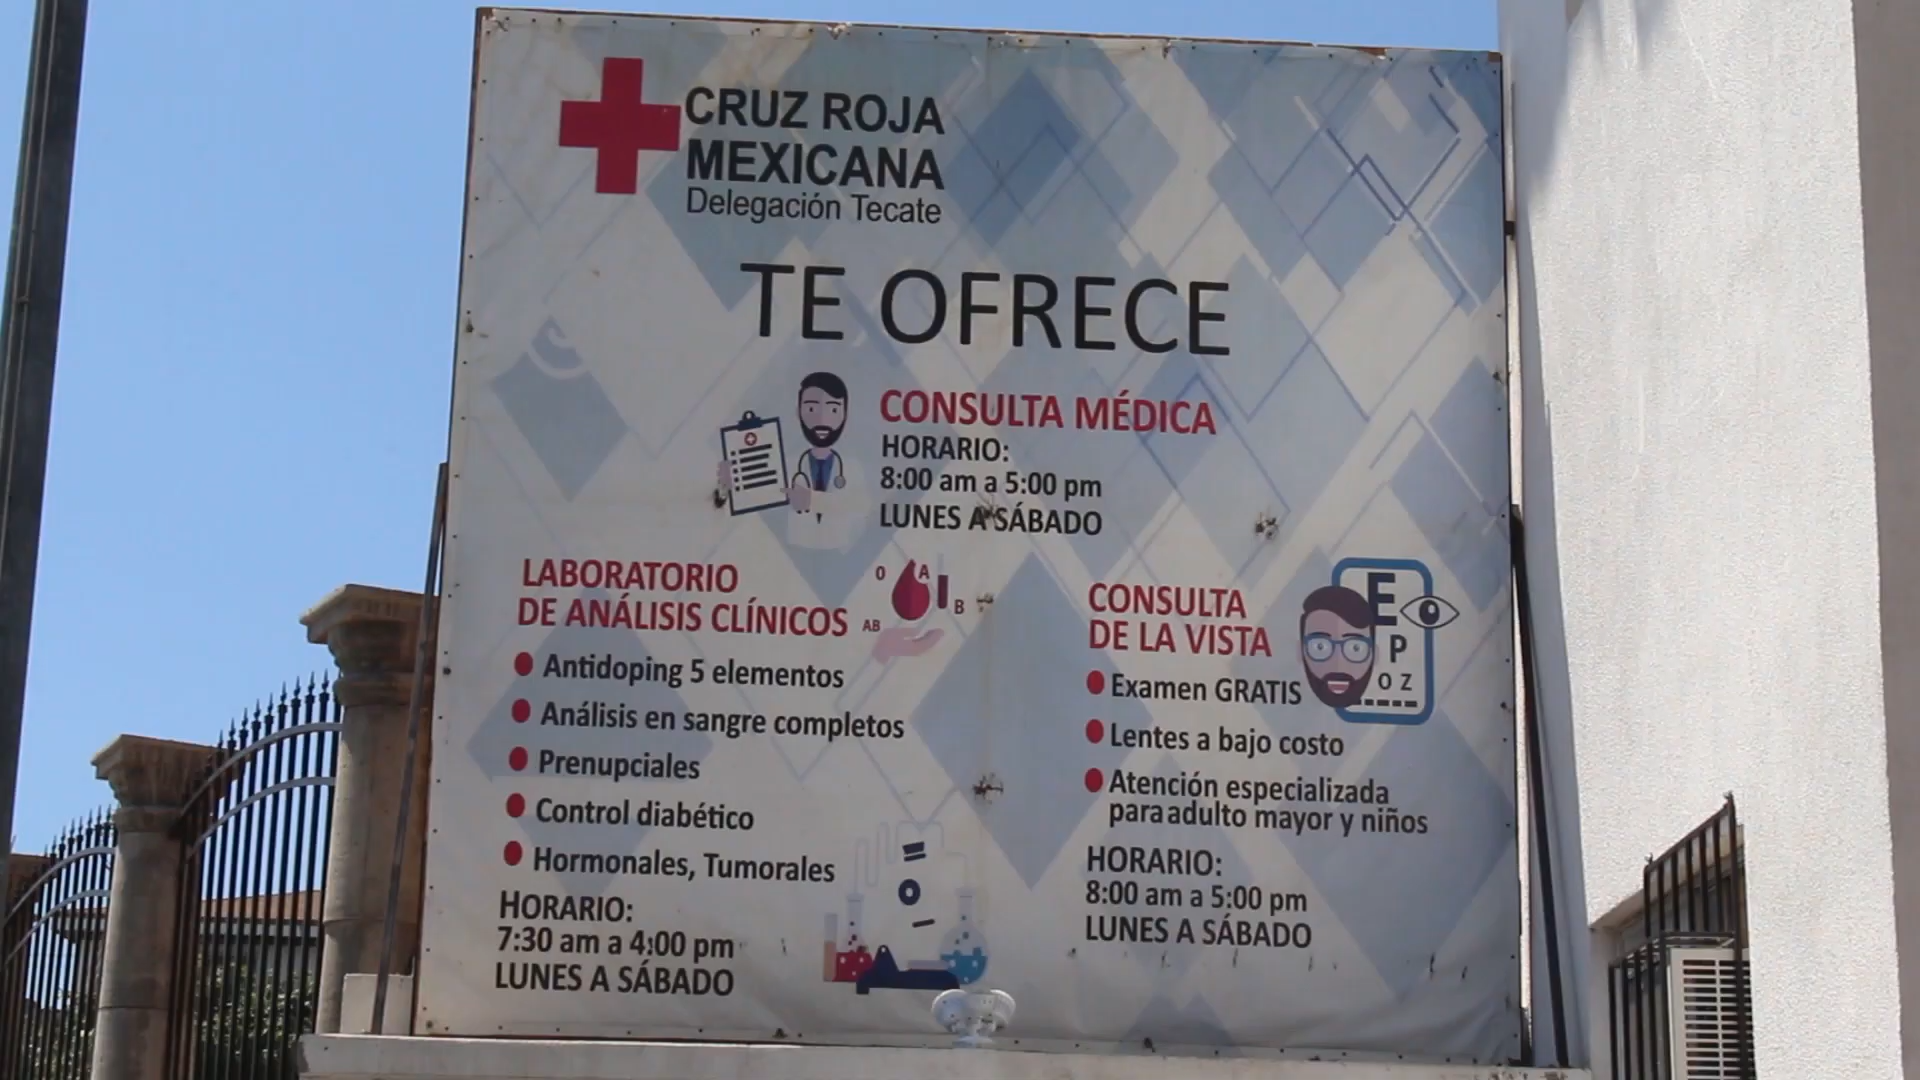 CRUZ ROJA
MEXICANA
Delegación Tecate
TE OFRECE
CONSULTA MÉDICA
HORARIO:
8:00 am a 5:00 pm
LUNES A SÁBADO
LABORATORIO
DE ANÁLISIS CLÍNICOS
O A B AB
Antidoping 5 elementos
Análisis en sangre completos
Prenupciales
Control diabético
Hormonales, Tumorales
HORARIO:
7:30 am a 4:00 pm
LUNES A SÁBADO
CONSULTA
DE LA VISTA
E
P
O Z
Examen GRATIS
Lentes a bajo costo
Atención especializada
para adulto mayor y niños
HORARIO:
8:00 am a 5:00 pm
LUNES A SÁBADO